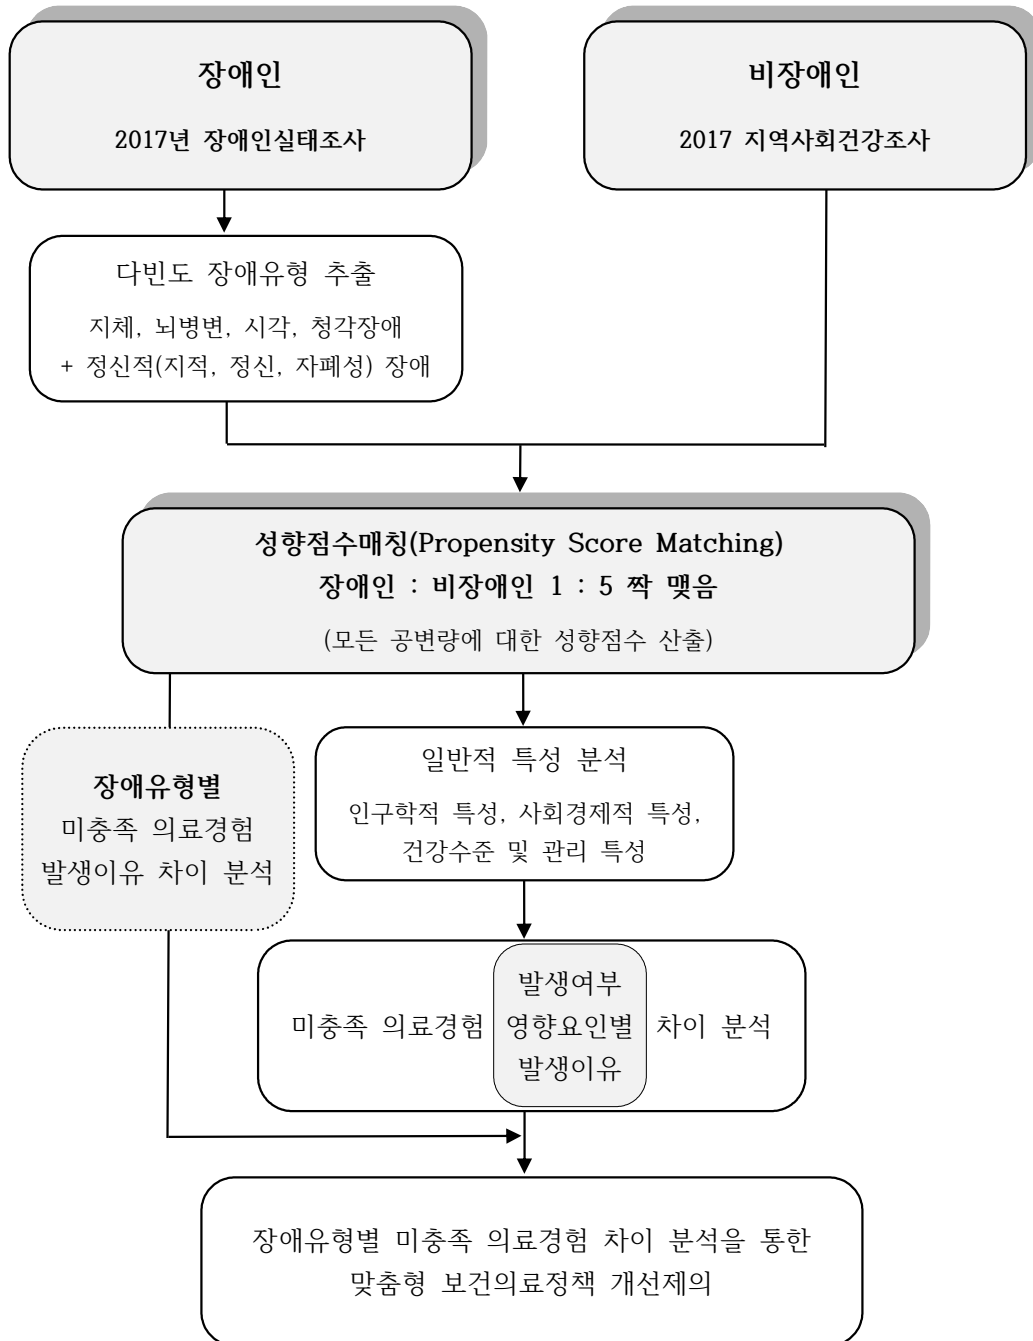 장애인
2017년 장애인실태조사
비장애인
2017 지역사회건강조사
다빈도 장애유형 추출
지체, 뇌병변, 시각, 청각장애
+ 정신적(지적, 정신, 자폐성) 장애
성향점수매칭(Propensity Score Matching)
장애인 : 비장애인 1 : 5 짝 맺음
(모든 공변량에 대한 성향점수 산출)
장애유형별
미충족 의료경험
발생이유 차이 분석
일반적 특성 분석
인구학적 특성, 사회경제적 특성,
건강수준 및 관리 특성
발생여부
미충족 의료경험 영향요인별 차이 분석
발생이유
장애유형별 미충족 의료경험 차이 분석을 통한
맞춤형 보건의료정책 개선제의